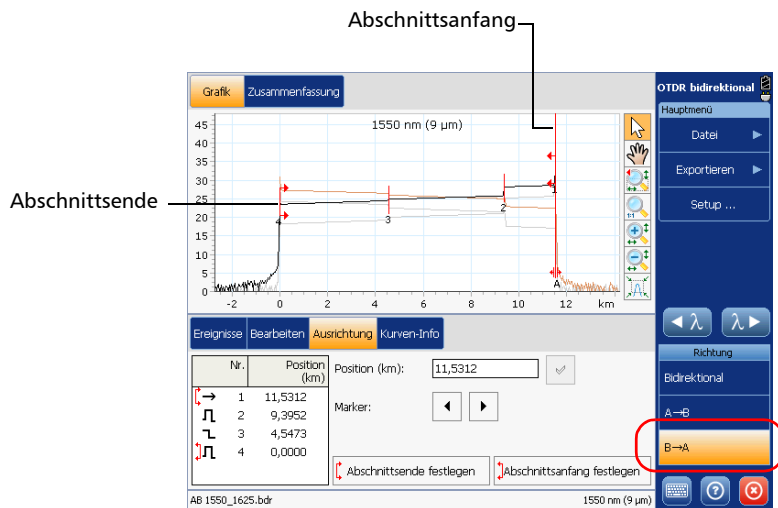 Abschnittsanfang
Abschnittsende
Grafik Zusammenfassung
1550 nm (9 µm)
45
40
35
30
25
20
15
10
5
0
1
2
3
4
A
-2 0 2 4 6 8 10 12 km
1:1
Ereignisse Bearbeiten Ausrichtung Kurven-Info
Nr. Position (km)
1 11,5312
2 9,3952
3 4,5473
4 0,0000
Position (km): 11,5312
Marker:
Abschnittsende festlegen
Abschnittsanfang festlegen
AB 1550_1625.bdr
1550 nm (9 µm)
OTDR bidirektional
Hauptmenü
Datei
Exportieren
Setup ...
◄ λ λ ►
Richtung
Bidirektional
A→B
B→A